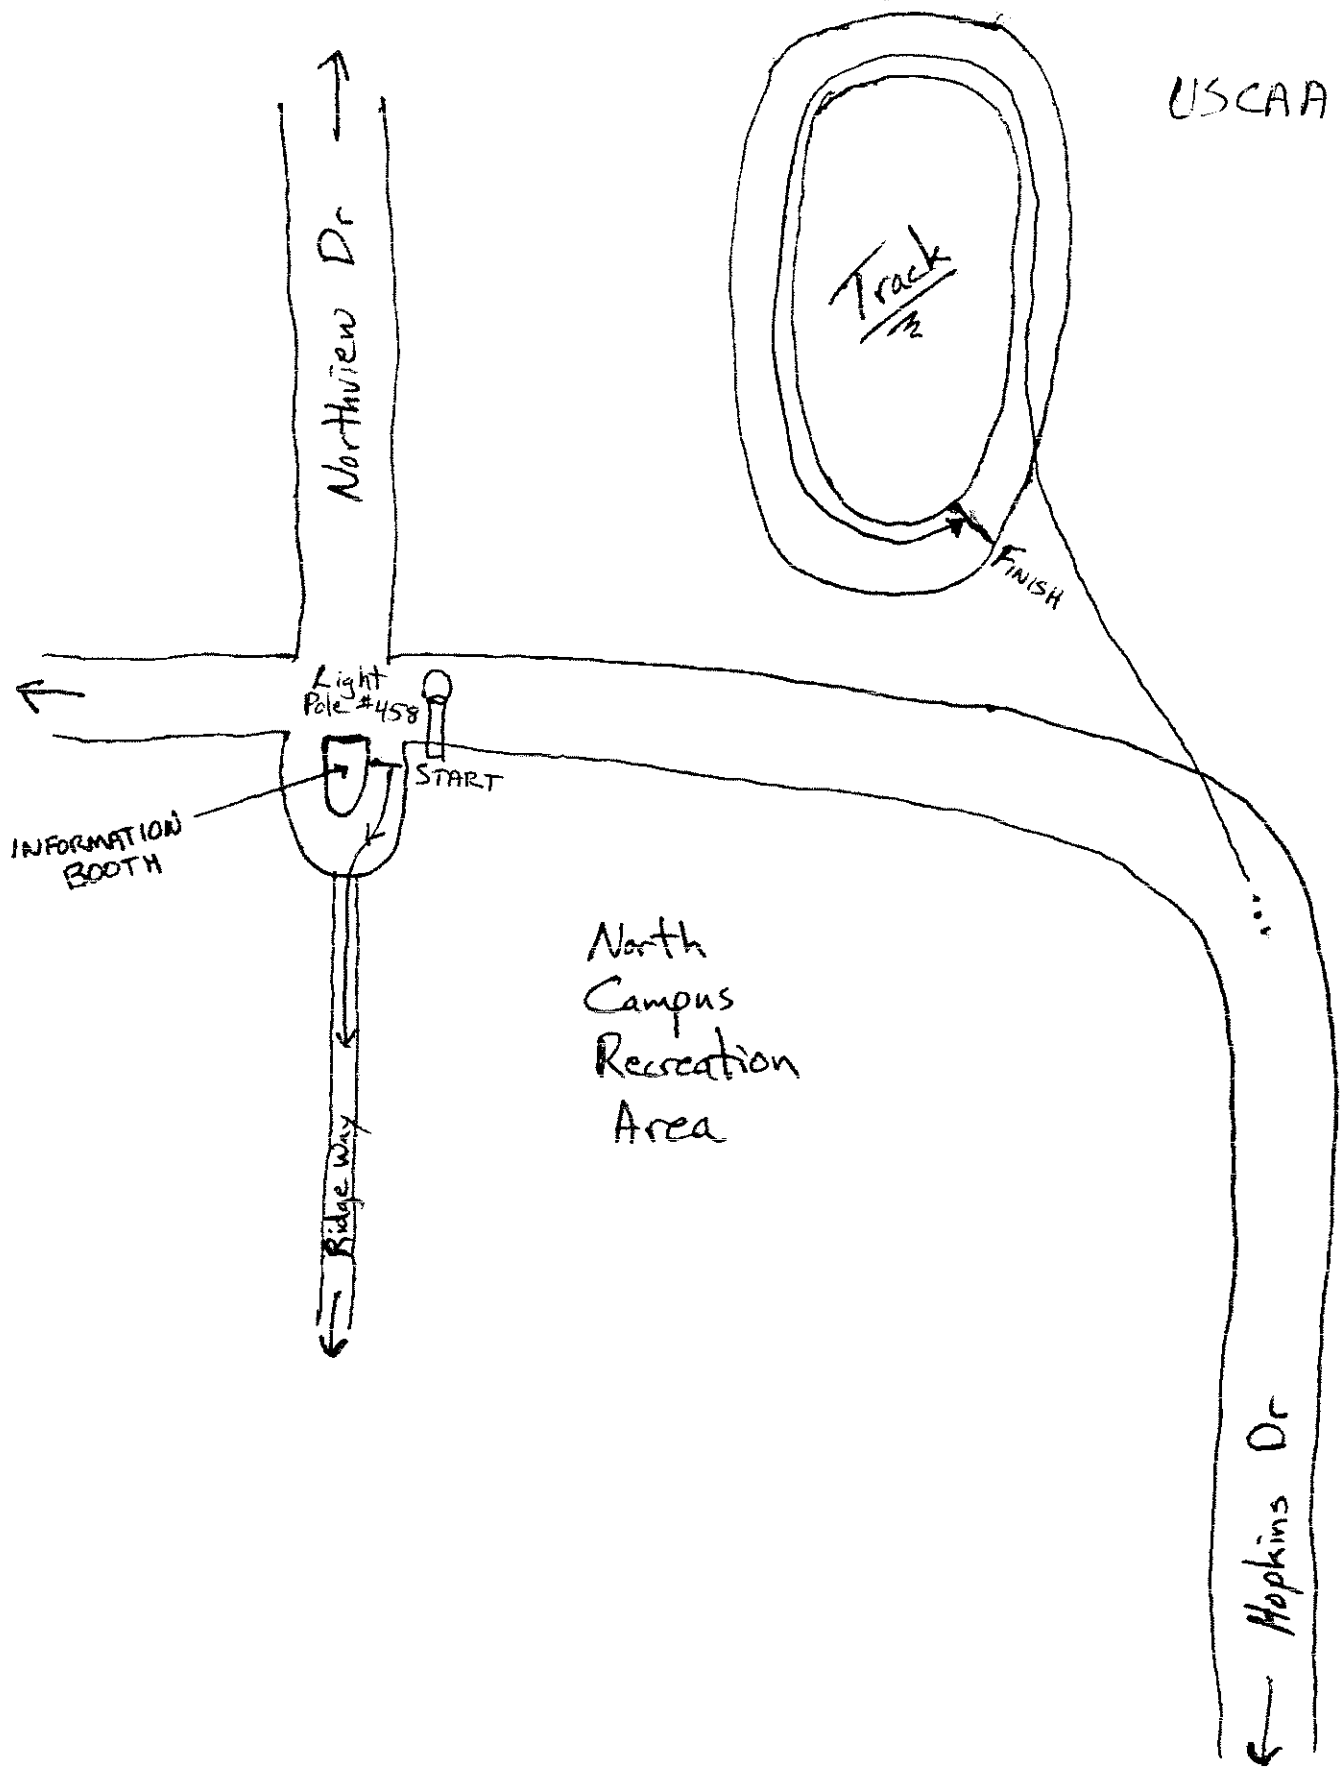 USCAA
Northview Dr
Track
FINISH
Light
Pole #458
START
INFORMATION
BOOTH
North
Campus
Recreation
Area
Ridge Way
Hopkins Dr